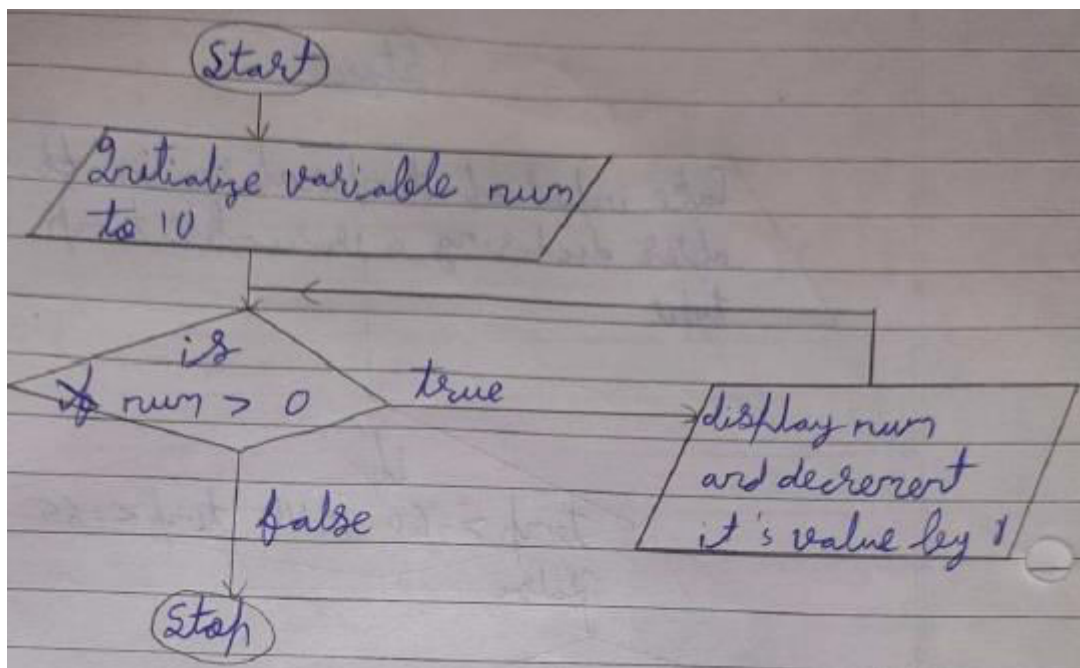 Start
Initialize variable num
to 10
is
num > 0
true
display num
and decrement
it's value by 1
false
Stop